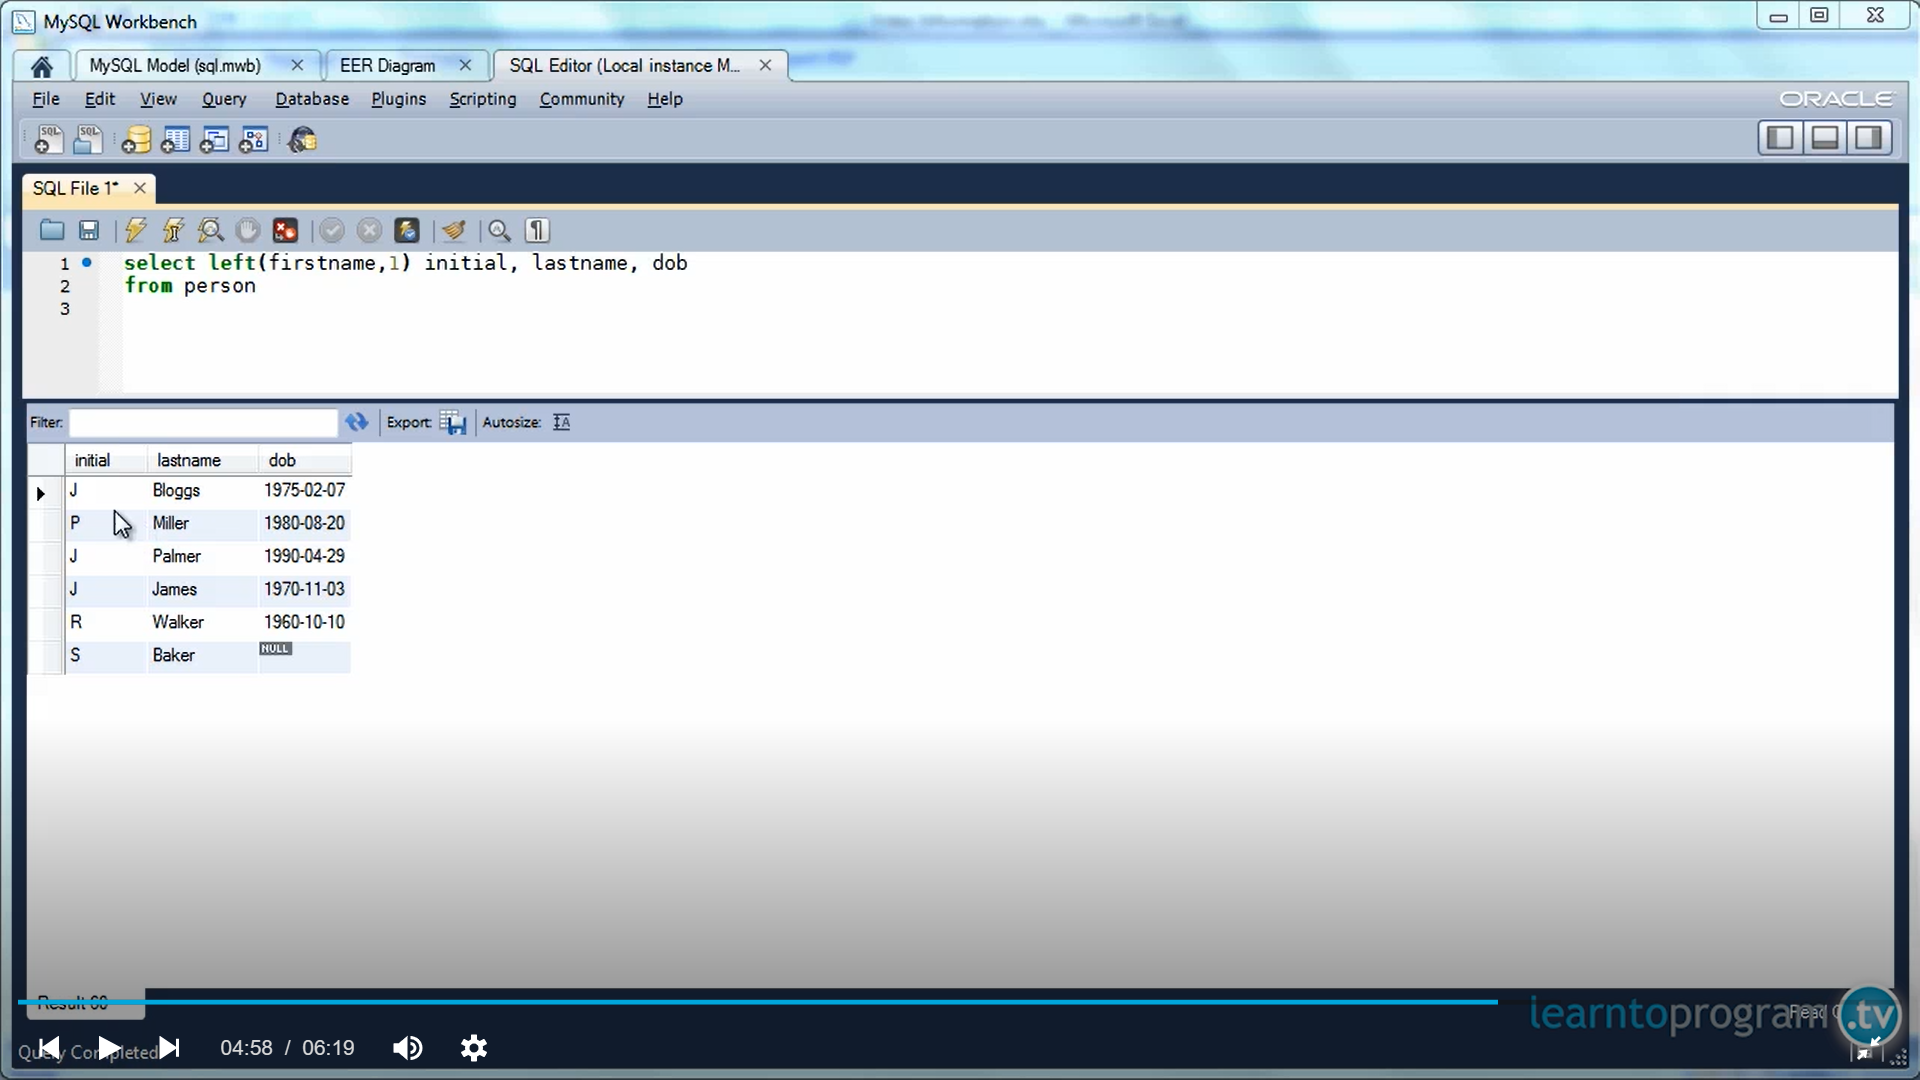 MySQL Workbench
MySQL Model (sql.mwb) EER Diagram SQL Editor (Local instance M...
File Edit View Query Database Plugins Scripting Community Help
ORACLE
SQL File 1*
1 select left(firstname,1) initial, lastname, dob
2 from person
3
Filter: Export: Autosize:
initial lastname dob
J Bloggs 1975-02-07
P Miller 1980-08-20
J Palmer 1990-04-29
J James 1970-11-03
R Walker 1960-10-10
S Baker NULL
Result 60
learntoprogram .tv
Query Completed
04:58 / 06:19